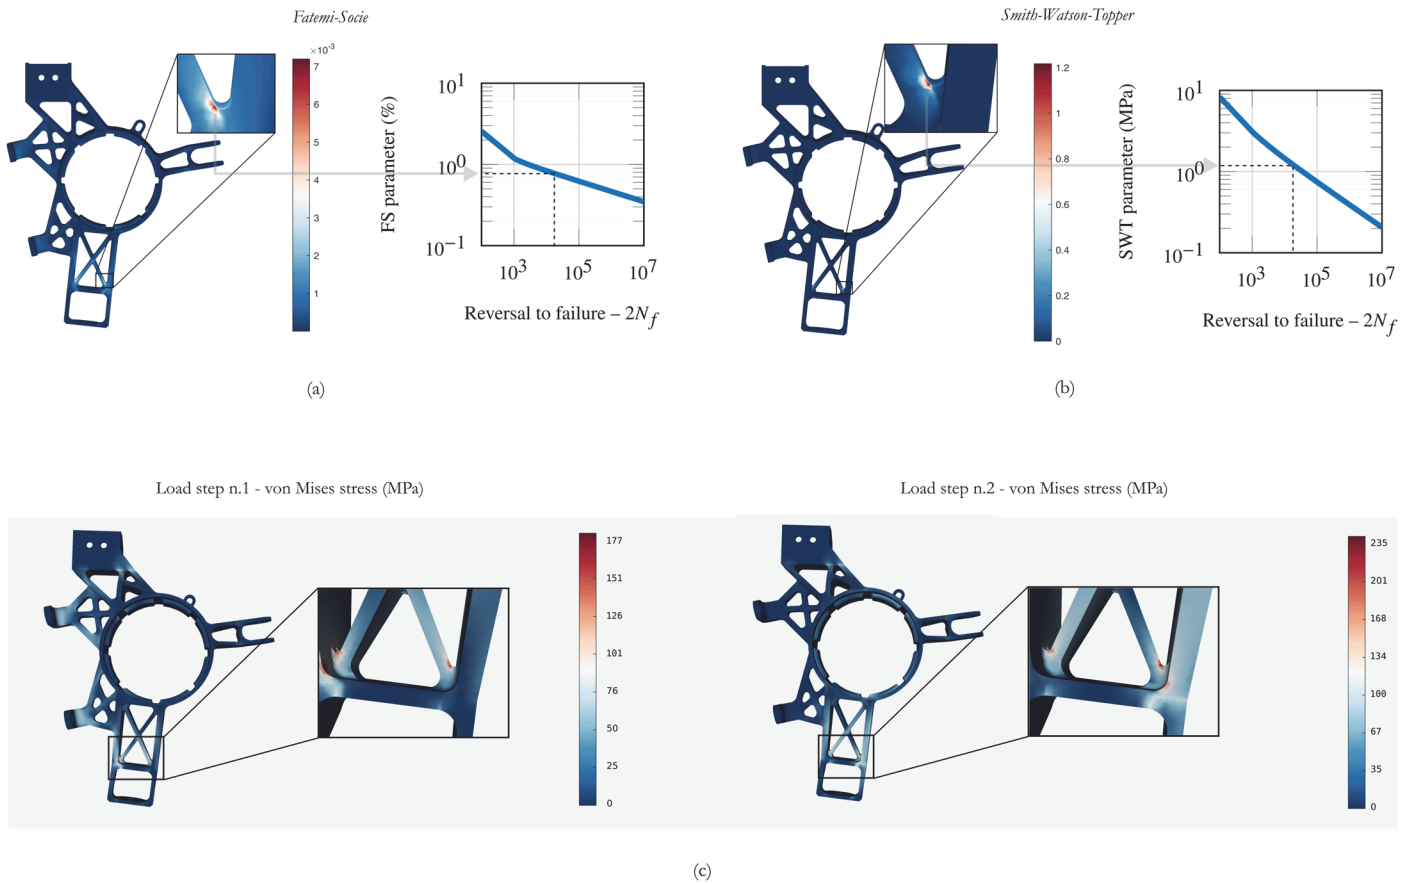 Fatemi-Socie
×10⁻³
7
6
5
4
3
2
1
FS parameter (%)
10¹
10⁰
10⁻¹
10³ 10⁵ 10⁷
Reversal to failure – 2N_f
(a)
Smith-Watson-Topper
1.2
1
0.8
0.6
0.4
0.2
0
SWT parameter (MPa)
10¹
10⁰
10⁻¹
10³ 10⁵ 10⁷
Reversal to failure – 2N_f
(b)
Load step n.1 - von Mises stress (MPa)
177
151
126
101
76
50
25
0
Load step n.2 - von Mises stress (MPa)
235
201
168
134
100
67
35
0
(c)